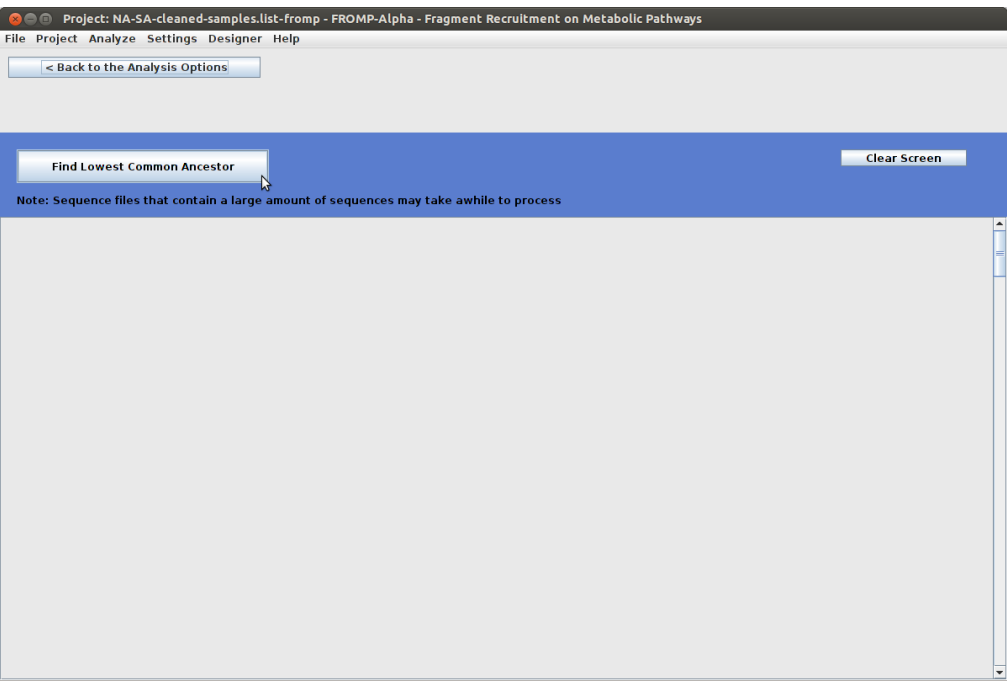 Project: NA-SA-cleaned-samples.list-fromp - FROMP-Alpha - Fragment Recruitment on Metabolic Pathways
File Project Analyze Settings Designer Help
< Back to the Analysis Options
Find Lowest Common Ancestor
Clear Screen
Note: Sequence files that contain a large amount of sequences may take awhile to process